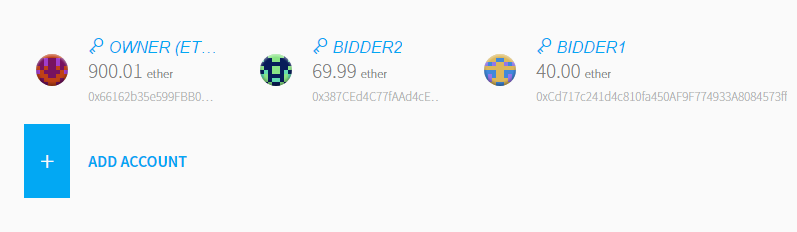 OWNER (ET...
900.01 ether
0x66162b35e599FBB0...
BIDDER2
69.99 ether
0x387CEd4C77fAAd4cE..
BIDDER1
40.00 ether
0xCd717c241d4c810fa450AF9F774933A8084573ff
+
ADD ACCOUNT